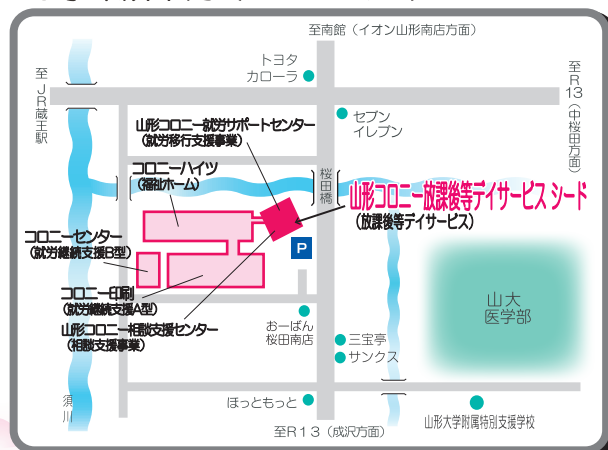 至南館（イオン山形南店方面）
トヨタ
カローラ
至JR蔵王駅
至R13（中桜田方面）
セブン
イレブン
山形コロニー就労サポートセンター
（就労移行支援事業）
コロニーハイツ
（福祉ホーム）
桜田橋
山形コロニー放課後等デイサービス シード
（放課後等デイサービス）
コロニーセンター
（就労継続支援B型）
P
コロニー印刷
（就労継続支援A型）
山形コロニー相談支援センター
（相談支援事業）
山大
医学部
おーばん
桜田南店
三宝亭
サンクス
須川
ほっともっと
山形大学附属特別支援学校
至R13（成沢方面）